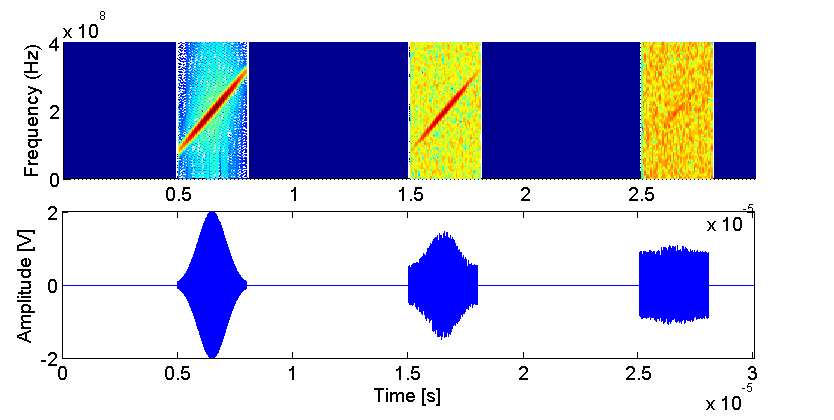 x 10^8
4
2
0
Frequency (Hz)
0.5 1 1.5 2 2.5
x 10^-5
2
0
-2
Amplitude [V]
0 0.5 1 1.5 2 2.5 3
Time [s]
x 10^-5